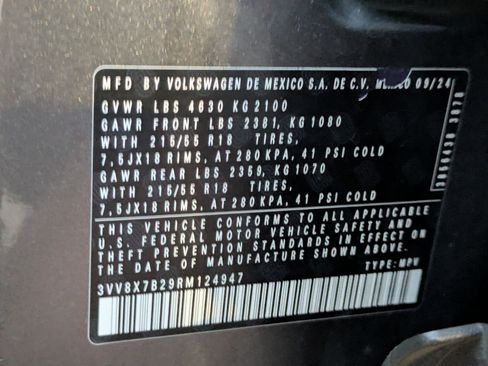 MFD BY VOLKSWAGEN DE MEXICO S.A. DE C.V. MEXICO 09/24
GVWR LBS 4630 KG 2100
GAWR FRONT LBS 2381, KG 1080
WITH 215/55 R18 TIRES,
7,5JX18 RIMS, AT 280 KPA, 41 PSI COLD
GAWR REAR LBS 2359, KG 1070
WITH 215/55 R18 TIRES,
7,5JX18 RIMS, AT 280 KPA, 41 PSI COLD
THIS VEHICLE CONFORMS TO ALL APPLICABLE
U.S. FEDERAL MOTOR VEHICLE SAFETY AND
THEFT PREVENTION STANDARDS IN EFFECT ON
THE DATE OF MANUFACTURE SHOWN ABOVE.
3VV8X7B29RM124947 TYPE: MPV